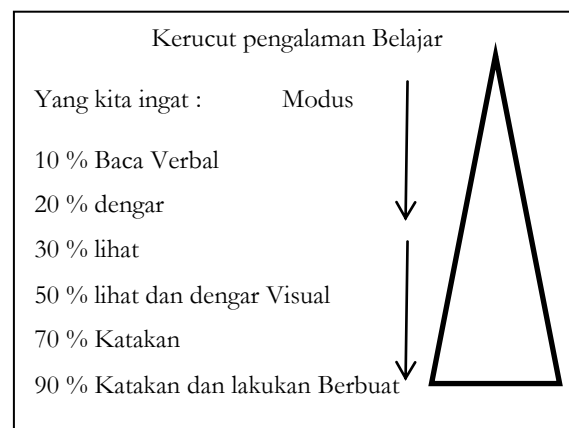 Kerucut pengalaman Belajar
Yang kita ingat : Modus
10 % Baca Verbal
20 % dengar
30 % lihat
50 % lihat dan dengar Visual
70 % Katakan
90 % Katakan dan lakukan Berbuat